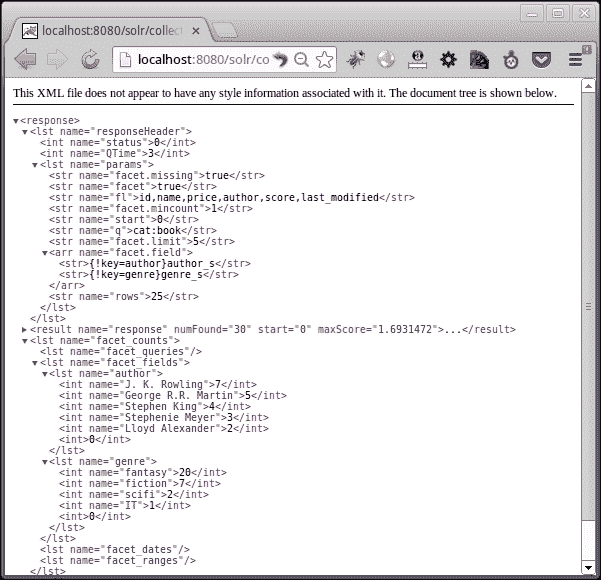 localhost:8080/solr/collec
localhost:8080/solr/co
This XML file does not appear to have any style information associated with it. The document tree is shown below.
▼<response>
▼<lst name="responseHeader">
<int name="status">0</int>
<int name="QTime">3</int>
▼<lst name="params">
<str name="facet.missing">true</str>
<str name="facet">true</str>
<str name="fl">id,name,price,author,score,last_modified</str>
<str name="facet.mincount">1</str>
<str name="start">0</str>
<str name="q">cat:book</str>
<str name="facet.limit">5</str>
▼<arr name="facet.field">
<str>{!key=author}author_s</str>
<str>{!key=genre}genre_s</str>
</arr>
<str name="rows">25</str>
</lst>
</lst>
▶<result name="response" numFound="30" start="0" maxScore="1.6931472">...</result>
▼<lst name="facet_counts">
<lst name="facet_queries"/>
▼<lst name="facet_fields">
▼<lst name="author">
<int name="J. K. Rowling">7</int>
<int name="George R.R. Martin">5</int>
<int name="Stephen King">4</int>
<int name="Stephenie Meyer">3</int>
<int name="Lloyd Alexander">2</int>
<int>0</int>
</lst>
▼<lst name="genre">
<int name="fantasy">20</int>
<int name="fiction">7</int>
<int name="scifi">2</int>
<int name="IT">1</int>
<int>0</int>
</lst>
</lst>
<lst name="facet_dates"/>
<lst name="facet_ranges"/>
</lst>